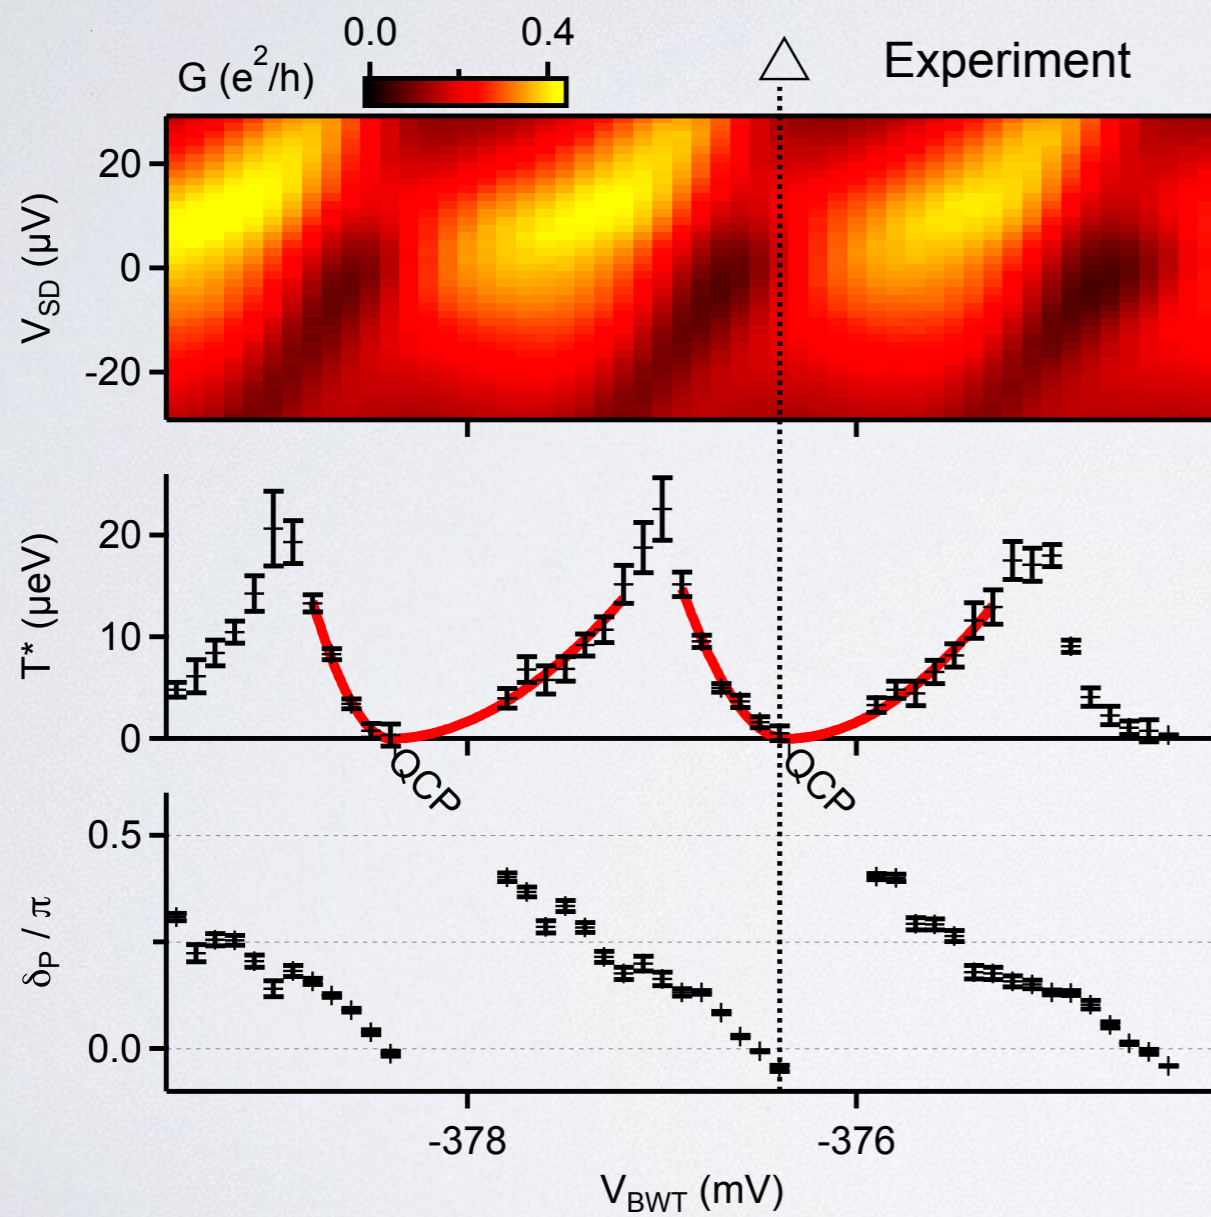 0.0 0.4
G (e²/h) △ Experiment
20
0
-20
V_SD (µV)
20
10
0
T* (µeV)
QCP QCP
0.5
0.0
δ_P / π
-378 -376
V_BWT (mV)